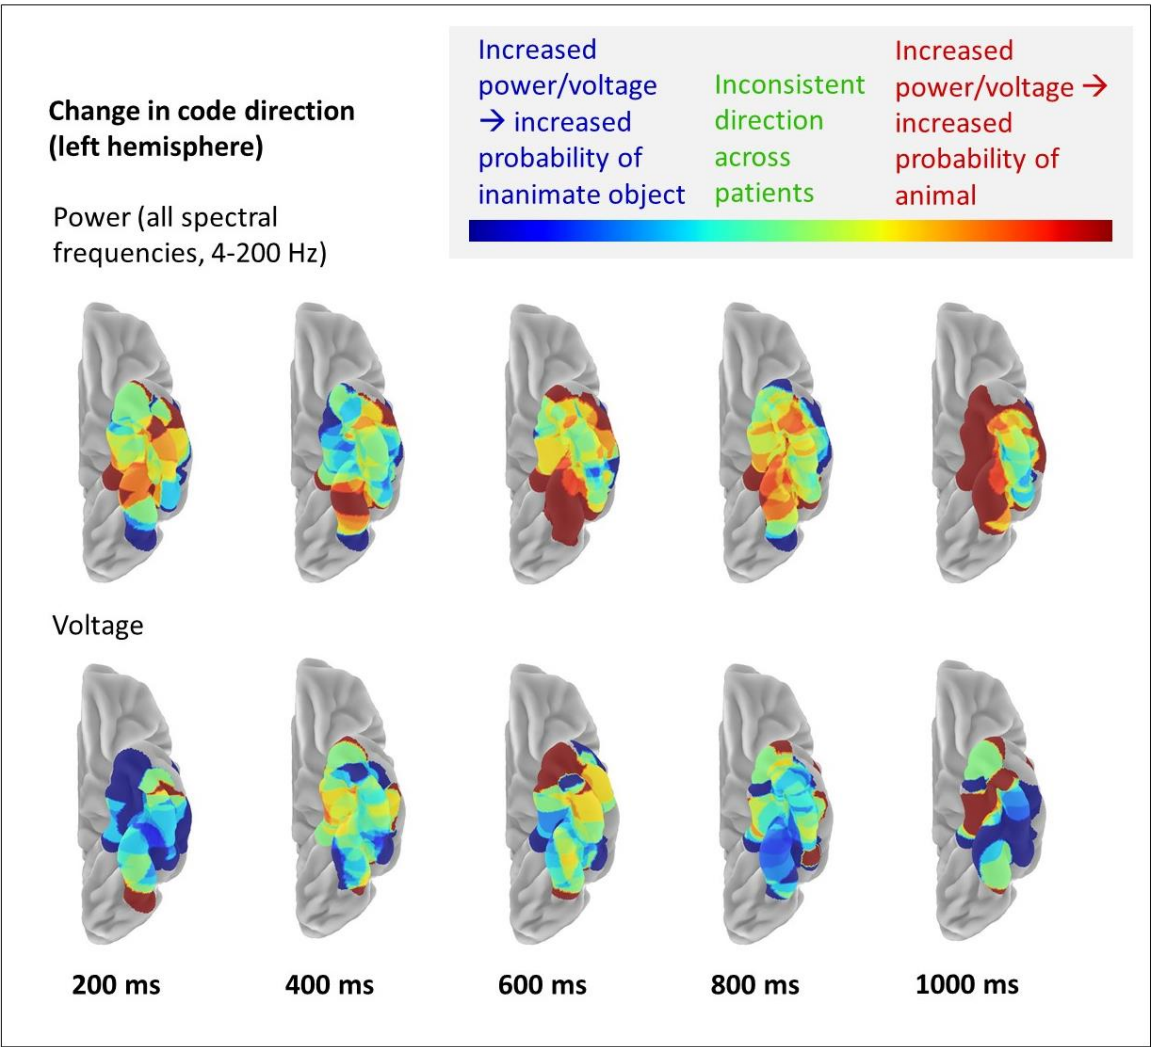 Change in code direction
(left hemisphere)
Power (all spectral
frequencies, 4-200 Hz)
Increased
power/voltage
→ increased
probability of
inanimate object
Inconsistent
direction
across
patients
Increased
power/voltage →
increased
probability of
animal
Voltage
200 ms
400 ms
600 ms
800 ms
1000 ms